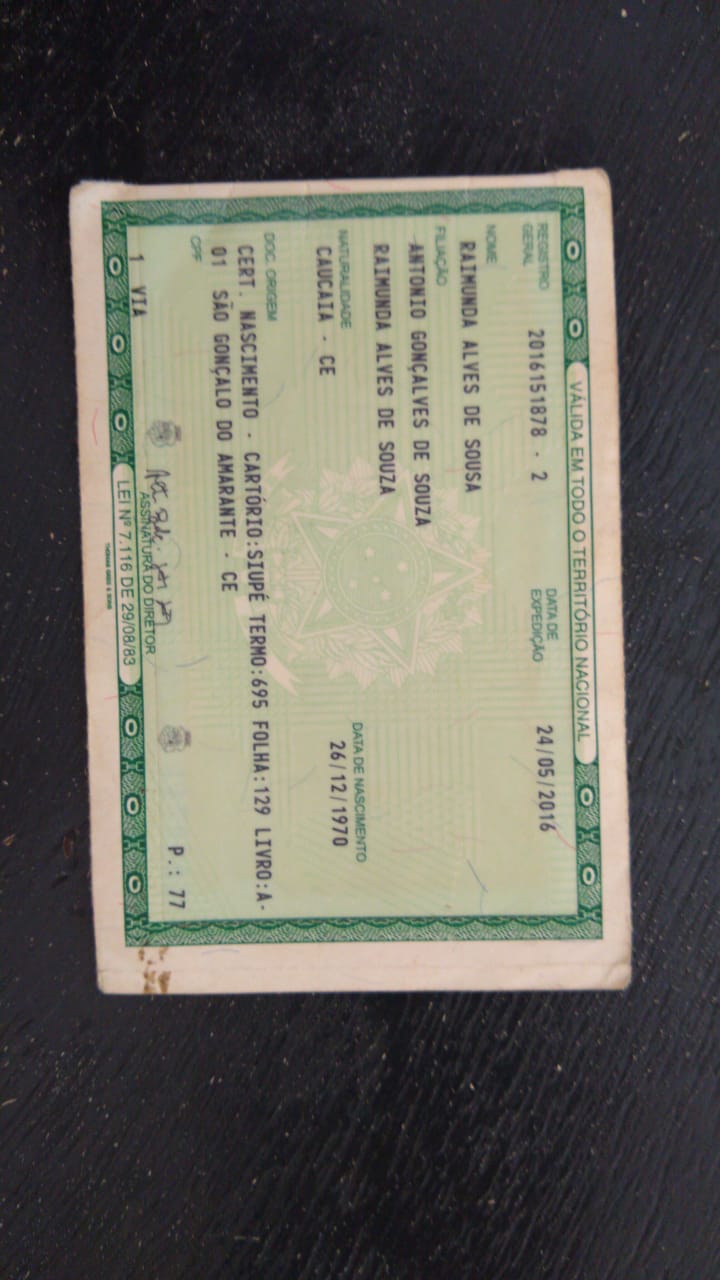 VÁLIDA EM TODO O TERRITÓRIO NACIONAL
REGISTRO GERAL 2016151878 - 2 DATA DE EXPEDIÇÃO 24/05/2016
NOME
RAIMUNDA ALVES DE SOUSA
FILIAÇÃO
ANTONIO GONÇALVES DE SOUZA
RAIMUNDA ALVES DE SOUZA
NATURALIDADE DATA DE NASCIMENTO
CAUCAIA - CE 26/12/1970
DOC. ORIGEM
CERT. NASCIMENTO - CARTÓRIO:SIUPÉ TERMO:695 FOLHA:129 LIVRO:A-
01 SÃO GONÇALO DO AMARANTE - CE
CPF
P.: 77
1 VIA
ASSINATURA DO DIRETOR
LEI Nº 7.116 DE 29/08/83